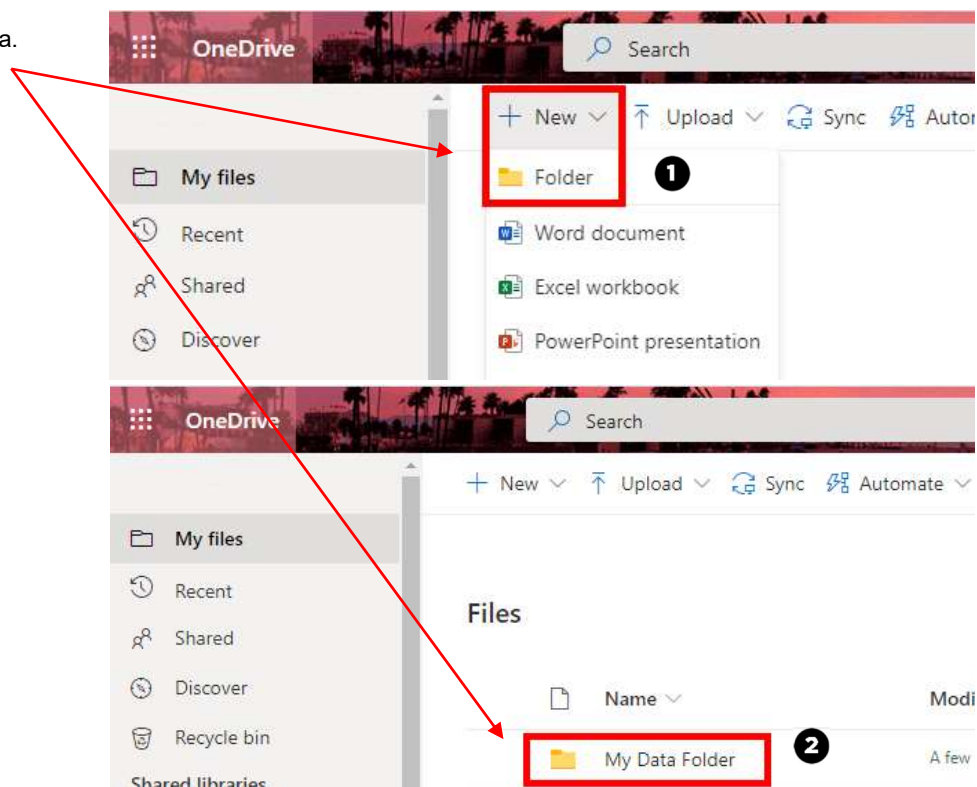 a.
OneDrive
Search
+ New
Upload
Sync
Autor
My files
Folder
1
Recent
Word document
Shared
Excel workbook
Discover
PowerPoint presentation
OneDrive
Search
+ New
Upload
Sync
Automate
My files
Recent
Files
Shared
Discover
Name
Modi
Recycle bin
My Data Folder
2
A few
Shared libraries